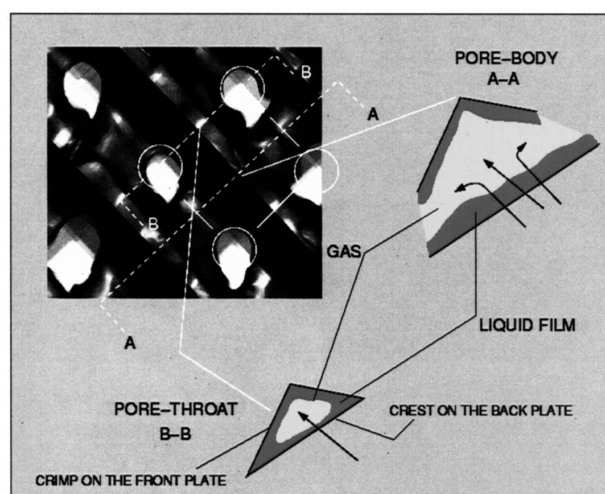 PORE–BODY
A–A
B
A
B
GAS
LIQUID FILM
A
PORE–THROAT
B–B
CREST ON THE BACK PLATE
CRIMP ON THE FRONT PLATE